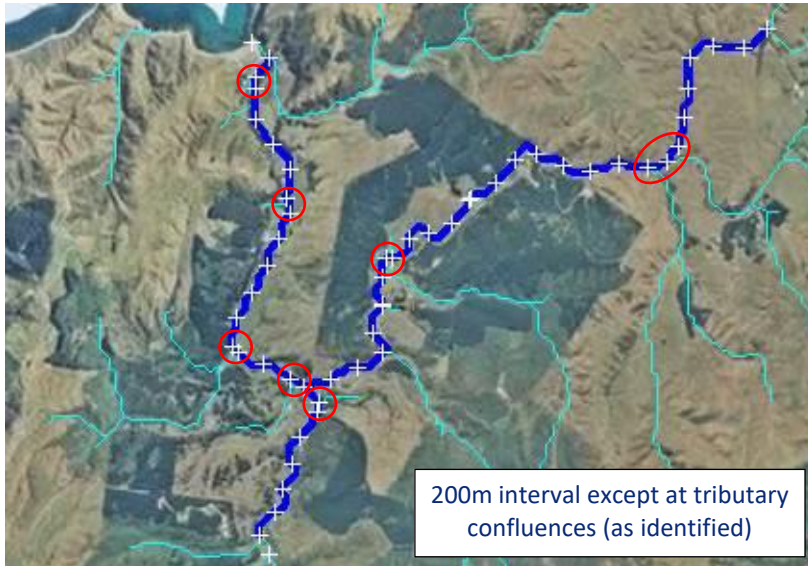 200m interval except at tributary
confluences (as identified)